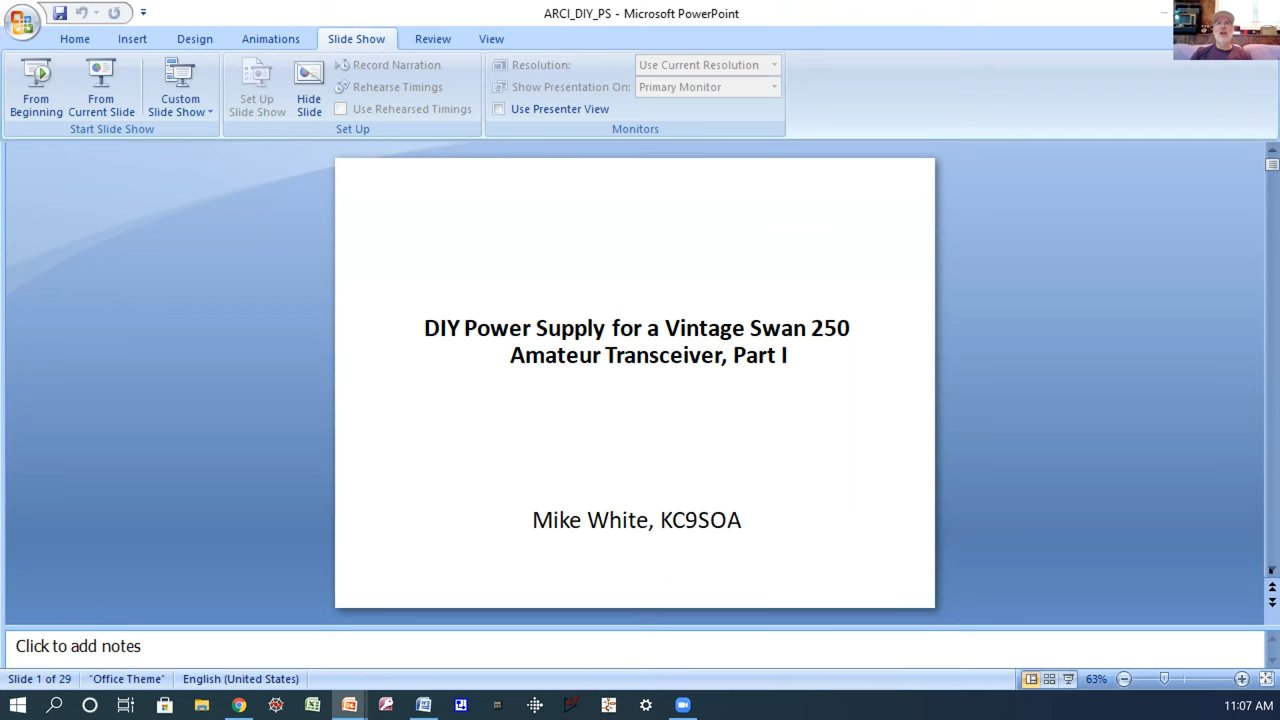 ARCI_DIY_PS - Microsoft PowerPoint
Home Insert Design Animations Slide Show Review View
From Beginning
From Current Slide
Custom Slide Show
Start Slide Show
Set Up Slide Show
Hide Slide
Record Narration
Rehearse Timings
Use Rehearsed Timings
Set Up
Resolution: Use Current Resolution
Show Presentation On: Primary Monitor
Use Presenter View
Monitors
DIY Power Supply for a Vintage Swan 250
Amateur Transceiver, Part I
Mike White, KC9SOA
Click to add notes
Slide 1 of 29 "Office Theme" English (United States) 63%
11:07 AM